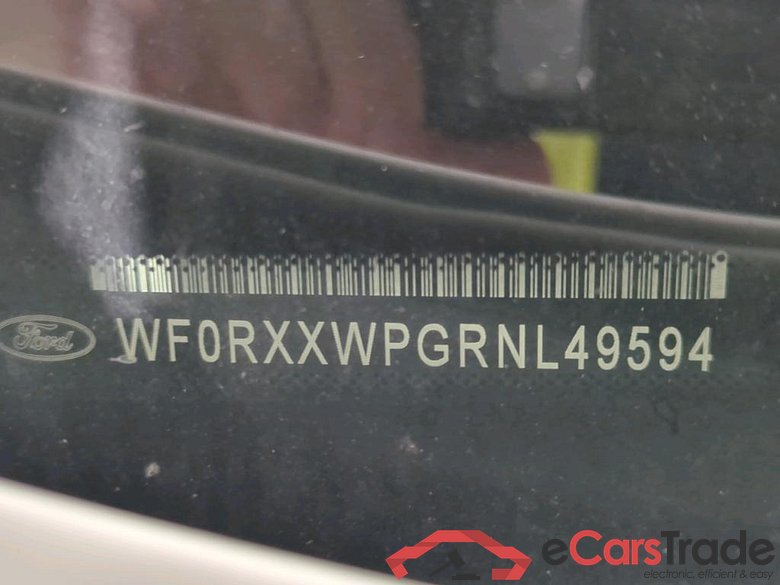 Ford WF0RXXWPGRNL49594
eCarsTrade
electronic, efficient & easy